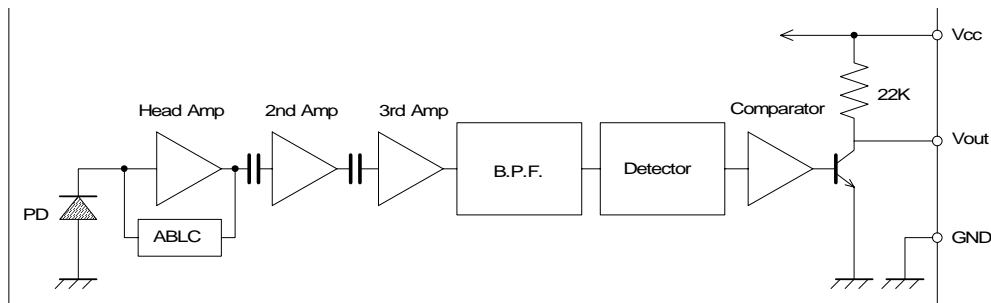 Vcc
22K
Head Amp
2nd Amp
3rd Amp
Comparator
Vout
B.P.F.
Detector
PD
ABLC
GND